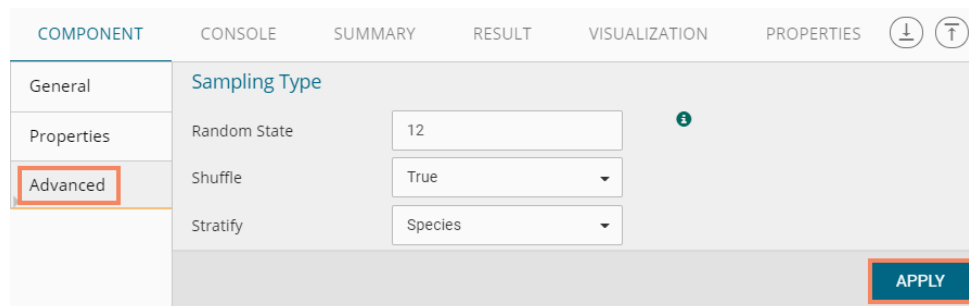 COMPONENT CONSOLE SUMMARY RESULT VISUALIZATION PROPERTIES
General
Properties
Advanced
Sampling Type
Random State 12
Shuffle True
Stratify Species
APPLY